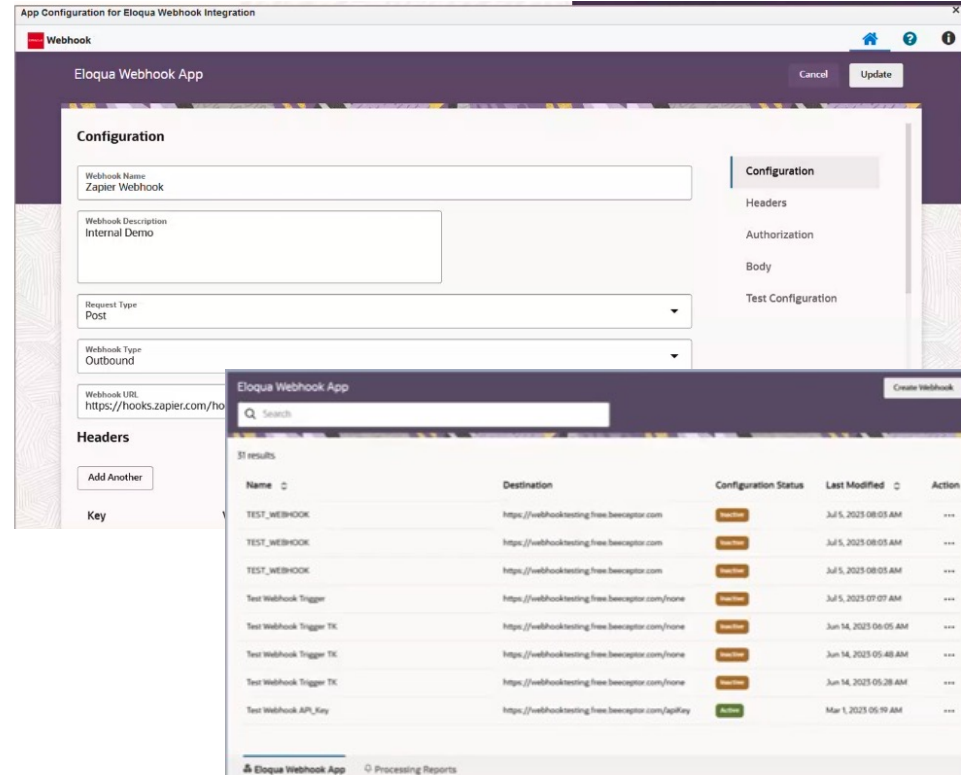 App Configuration for Eloqua Webhook Integration
Webhook
Eloqua Webhook App
Cancel
Update
Configuration
Webhook Name
Zapier Webhook
Webhook Description
Internal Demo
Request Type
Post
Webhook Type
Outbound
Webhook URL
https://hooks.zapier.com/ho
Headers
Add Another
Key
Configuration
Headers
Authorization
Body
Test Configuration
Eloqua Webhook App
Create Webhook
Search
31 results
Name Destination Configuration Status Last Modified Action
TEST_WEBHOOK https://webhooktesting.free.beeceptor.com Inactive Jul 5, 2023 08:03 AM ...
TEST_WEBHOOK https://webhooktesting.free.beeceptor.com Inactive Jul 5, 2023 08:03 AM ...
TEST_WEBHOOK https://webhooktesting.free.beeceptor.com Inactive Jul 5, 2023 08:03 AM ...
Test Webhook Trigger https://webhooktesting.free.beeceptor.com/none Inactive Jul 5, 2023 07:07 AM ...
Test Webhook Trigger TK https://webhooktesting.free.beeceptor.com/none Inactive Jun 14, 2023 06:05 AM ...
Test Webhook Trigger TK https://webhooktesting.free.beeceptor.com/none Inactive Jun 14, 2023 05:48 AM ...
Test Webhook Trigger TK https://webhooktesting.free.beeceptor.com/none Inactive Jun 14, 2023 05:28 AM ...
Test Webhook API_Key https://webhooktesting.free.beeceptor.com/apiKey Active Mar 1, 2023 05:19 AM ...
Eloqua Webhook App Processing Reports